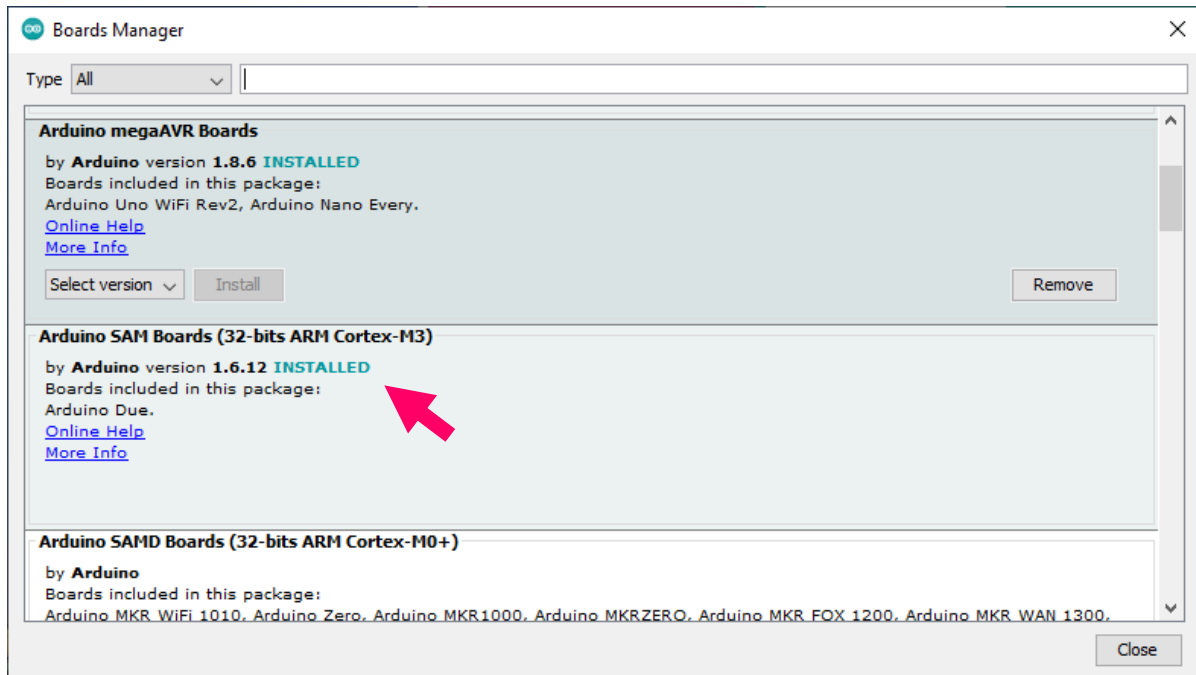 Boards Manager
Type All
Arduino megaAVR Boards
by Arduino version 1.8.6 INSTALLED
Boards included in this package:
Arduino Uno WiFi Rev2, Arduino Nano Every.
Online Help
More Info
Select version Install Remove
Arduino SAM Boards (32-bits ARM Cortex-M3)
by Arduino version 1.6.12 INSTALLED
Boards included in this package:
Arduino Due.
Online Help
More Info
Arduino SAMD Boards (32-bits ARM Cortex-M0+)
by Arduino
Boards included in this package:
Arduino MKR WiFi 1010, Arduino Zero, Arduino MKR1000, Arduino MKRZERO, Arduino MKR FOX 1200, Arduino MKR WAN 1300,
Close